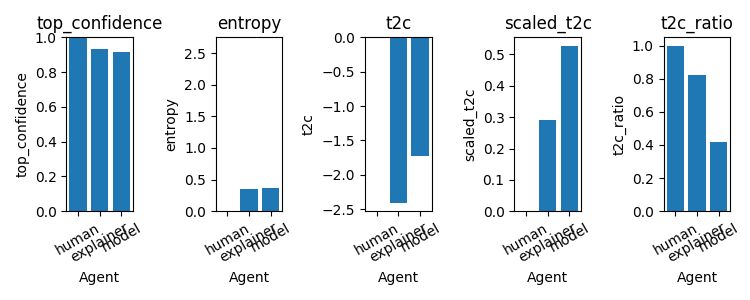 top_confidence
top_confidence
1.0
0.8
0.6
0.4
0.2
0.0
human
explainer
model
Agent
entropy
entropy
2.5
2.0
1.5
1.0
0.5
0.0
human
explainer
model
Agent
t2c
t2c
0.0
−0.5
−1.0
−1.5
−2.0
−2.5
human
explainer
model
Agent
scaled_t2c
scaled_t2c
0.5
0.4
0.3
0.2
0.1
0.0
human
explainer
model
Agent
t2c_ratio
t2c_ratio
1.0
0.8
0.6
0.4
0.2
0.0
human
explainer
model
Agent